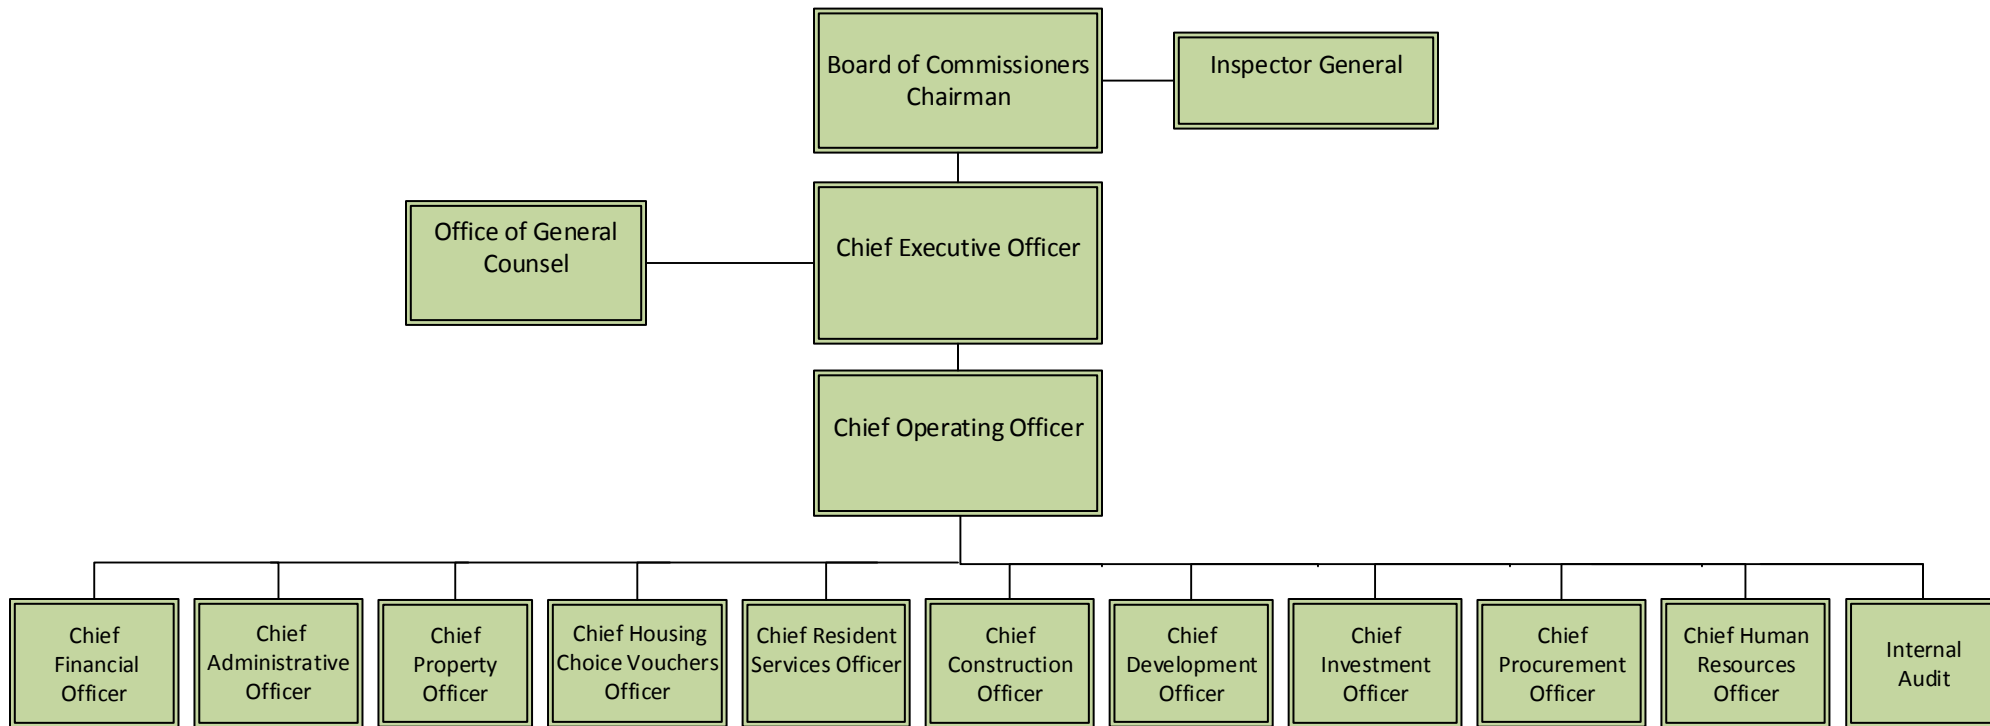 Board of Commissioners
Chairman
Inspector General
Office of General
Counsel
Chief Executive Officer
Chief Operating Officer
Chief
Financial
Officer
Chief
Administrative
Officer
Chief
Property
Officer
Chief Housing
Choice Vouchers
Officer
Chief Resident
Services Officer
Chief
Construction
Officer
Chief
Development
Officer
Chief
Investment
Officer
Chief
Procurement
Officer
Chief Human
Resources
Officer
Internal
Audit